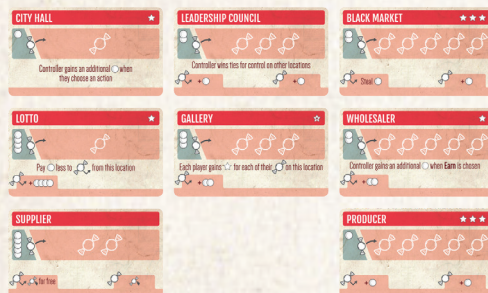 CITY HALL
Controller gains an additional when
they choose an action
LEADERSHIP COUNCIL
Controller wins ties for control on other locations
+
+
BLACK MARKET
Steal
+
LOTTO
Pay less to from this location
+
GALLERY
Each player gains for each of their on this location
+
WHOLESALER
Controller gains an additional when Earn is chosen
+
SUPPLIER
for free
PRODUCER
+
+